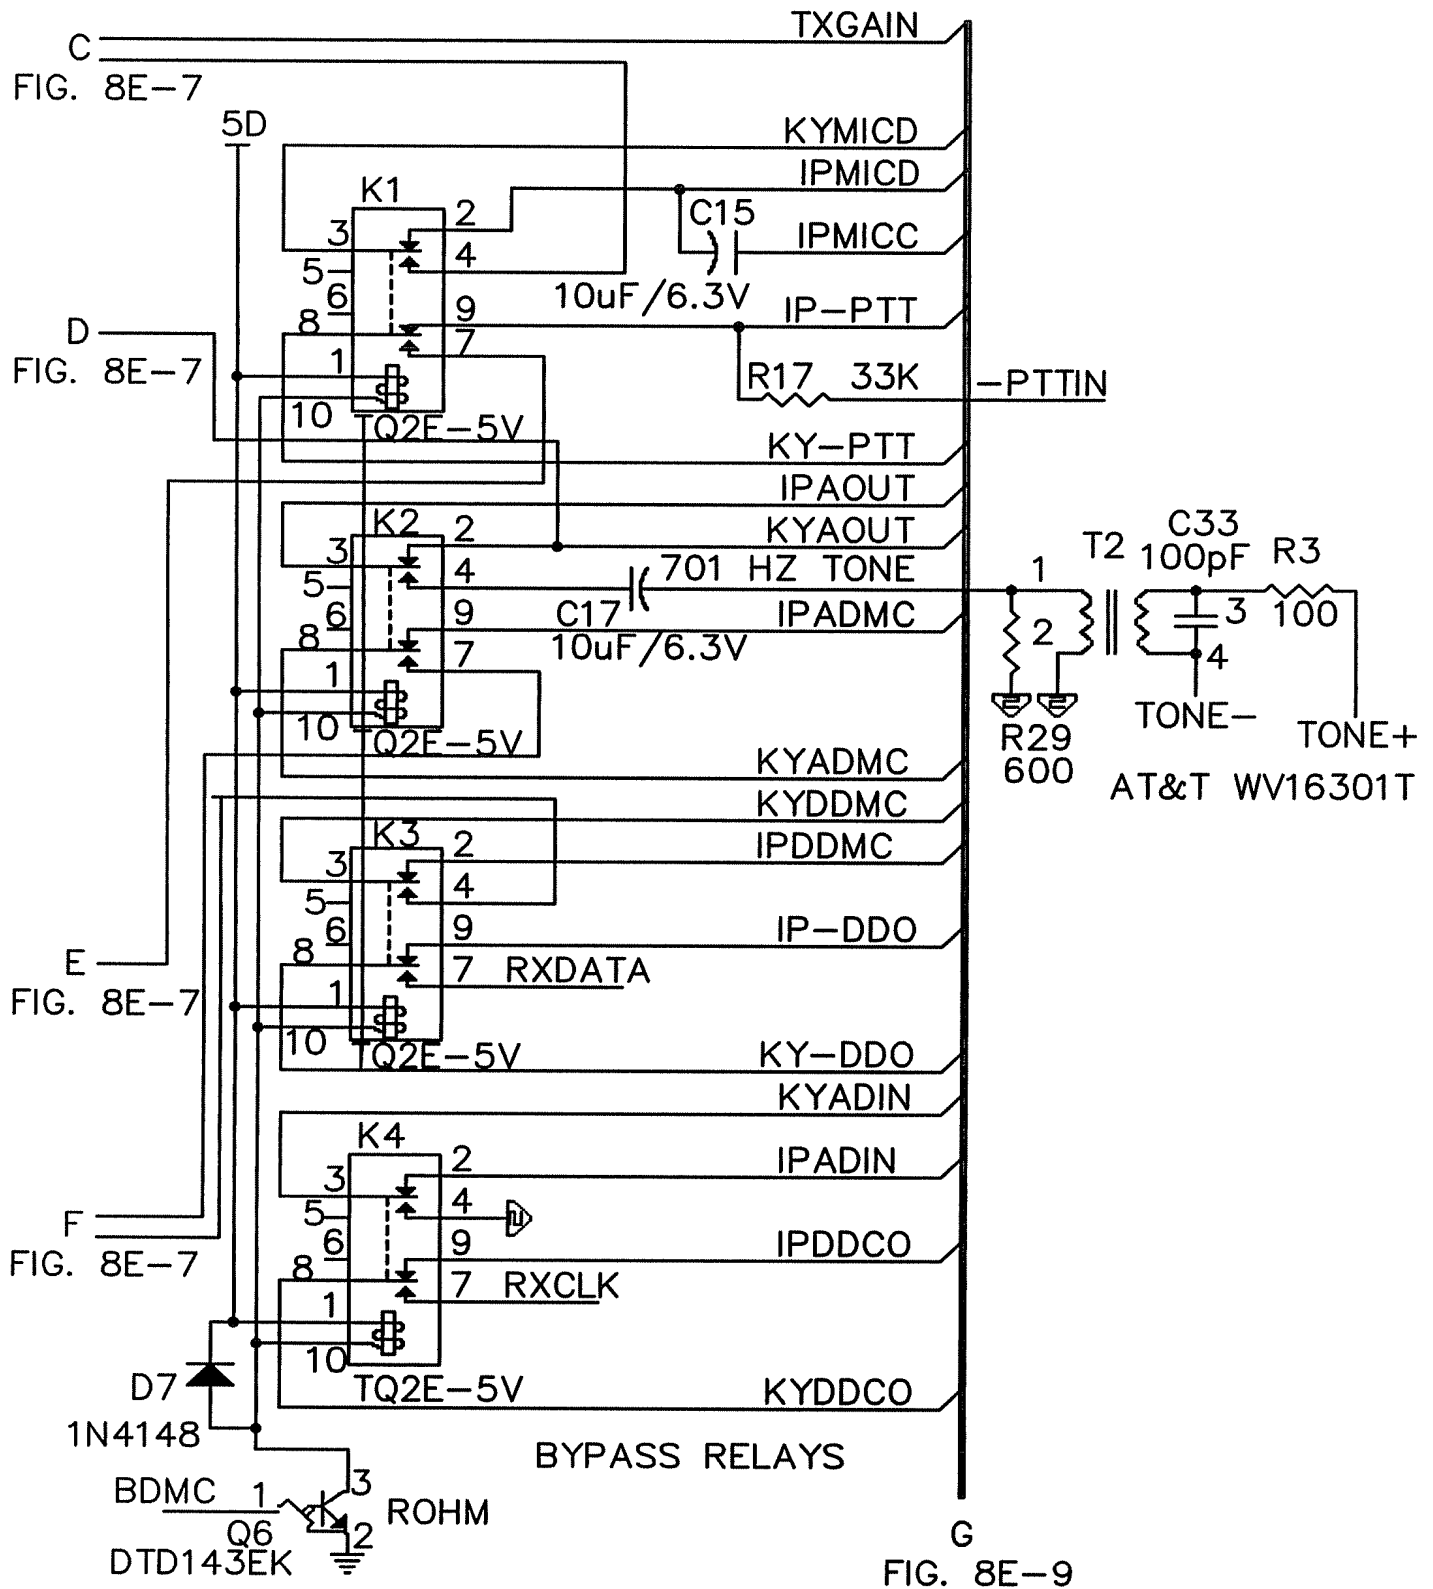 TXGAIN
C
FIG. 8E-7
5D
KYMICD
IPMICD
K1
2
C15
3
4
IPMICC
5
10uF/6.3V
6
9
IP-PTT
8
7
D
FIG. 8E-7
1
R17 33K
-PTTIN
10
TQ2E-5V
KY-PTT
IPAOUT
K2
2
KYAOUT
C33
T2
100pF
R3
3
4
701 HZ TONE
1
5
6
9
C17
IPADMC
2
3
100
8
7
10uF/6.3V
4
1
10
TQ2E-5V
R29
600
TONE-
TONE+
KYADMC
AT&T WV16301T
KYDDMC
K3
2
IPDDMC
3
4
5
6
9
IP-DDO
8
7
RXDATA
E
FIG. 8E-7
1
10
TQ2E-5V
KY-DDO
KYADIN
K4
2
IPADIN
3
4
5
F
FIG. 8E-7
6
9
IPDDCO
8
7
RXCLK
1
10
D7
1N4148
TQ2E-5V
KYDDCO
BYPASS RELAYS
BDMC
1
3
ROHM
Q6
2
DTD143EK
G
FIG. 8E-9